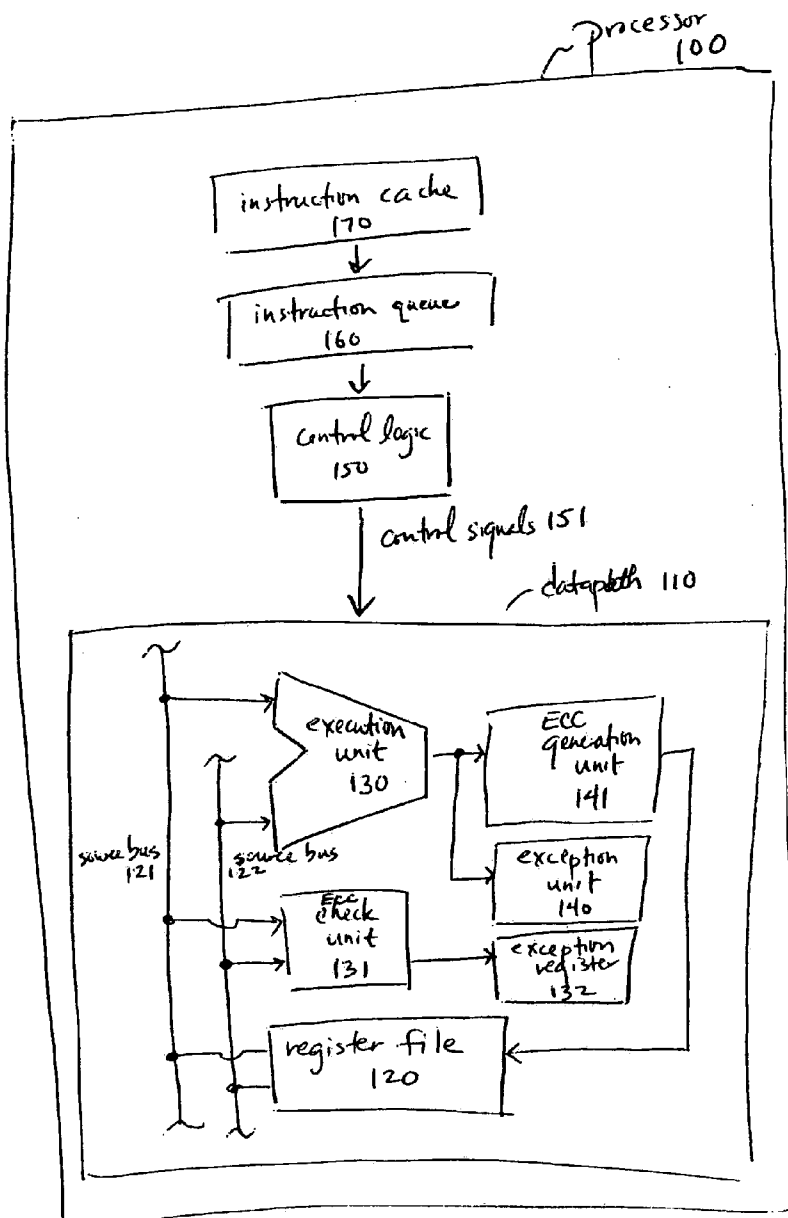 processor
100
instruction cache
170
instruction queue
160
control logic
150
control signals 151
datapath 110
execution
unit
130
ECC
generation
unit
141
source bus
121
source bus
122
exception
unit
140
ECC
check
unit
131
exception
register
132
register file
120